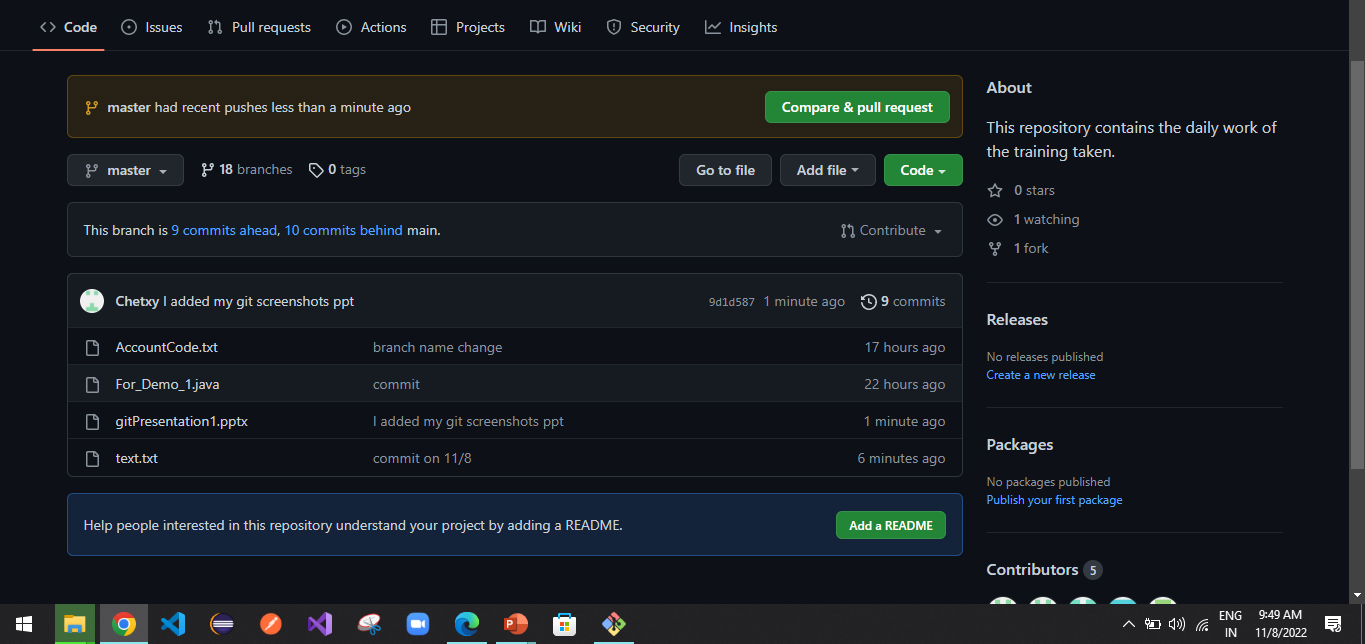 Code Issues Pull requests Actions Projects Wiki Security Insights
master had recent pushes less than a minute ago Compare & pull request
master 18 branches 0 tags Go to file Add file Code
This branch is 9 commits ahead, 10 commits behind main. Contribute
Chetxy I added my git screenshots ppt 9d1d587 1 minute ago 9 commits
AccountCode.txt branch name change 17 hours ago
For_Demo_1.java commit 22 hours ago
gitPresentation1.pptx I added my git screenshots ppt 1 minute ago
text.txt commit on 11/8 6 minutes ago
Help people interested in this repository understand your project by adding a README. Add a README
About
This repository contains the daily work of
the training taken.
0 stars
1 watching
1 fork
Releases
No releases published
Create a new release
Packages
No packages published
Publish your first package
Contributors 5
P
ENG
IN
9:49 AM
11/8/2022